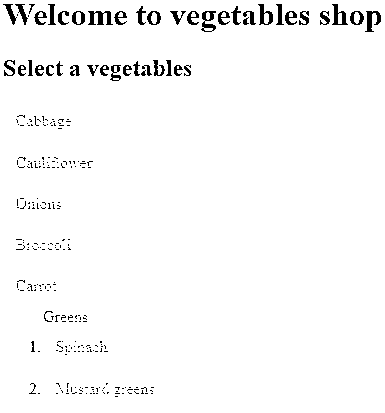 Welcome to vegetables shop
Select a vegetables
Cabbage
Cauliflower
Onions
Broccoli
Carrot
Greens
1. Spinach
2. Mustard greens